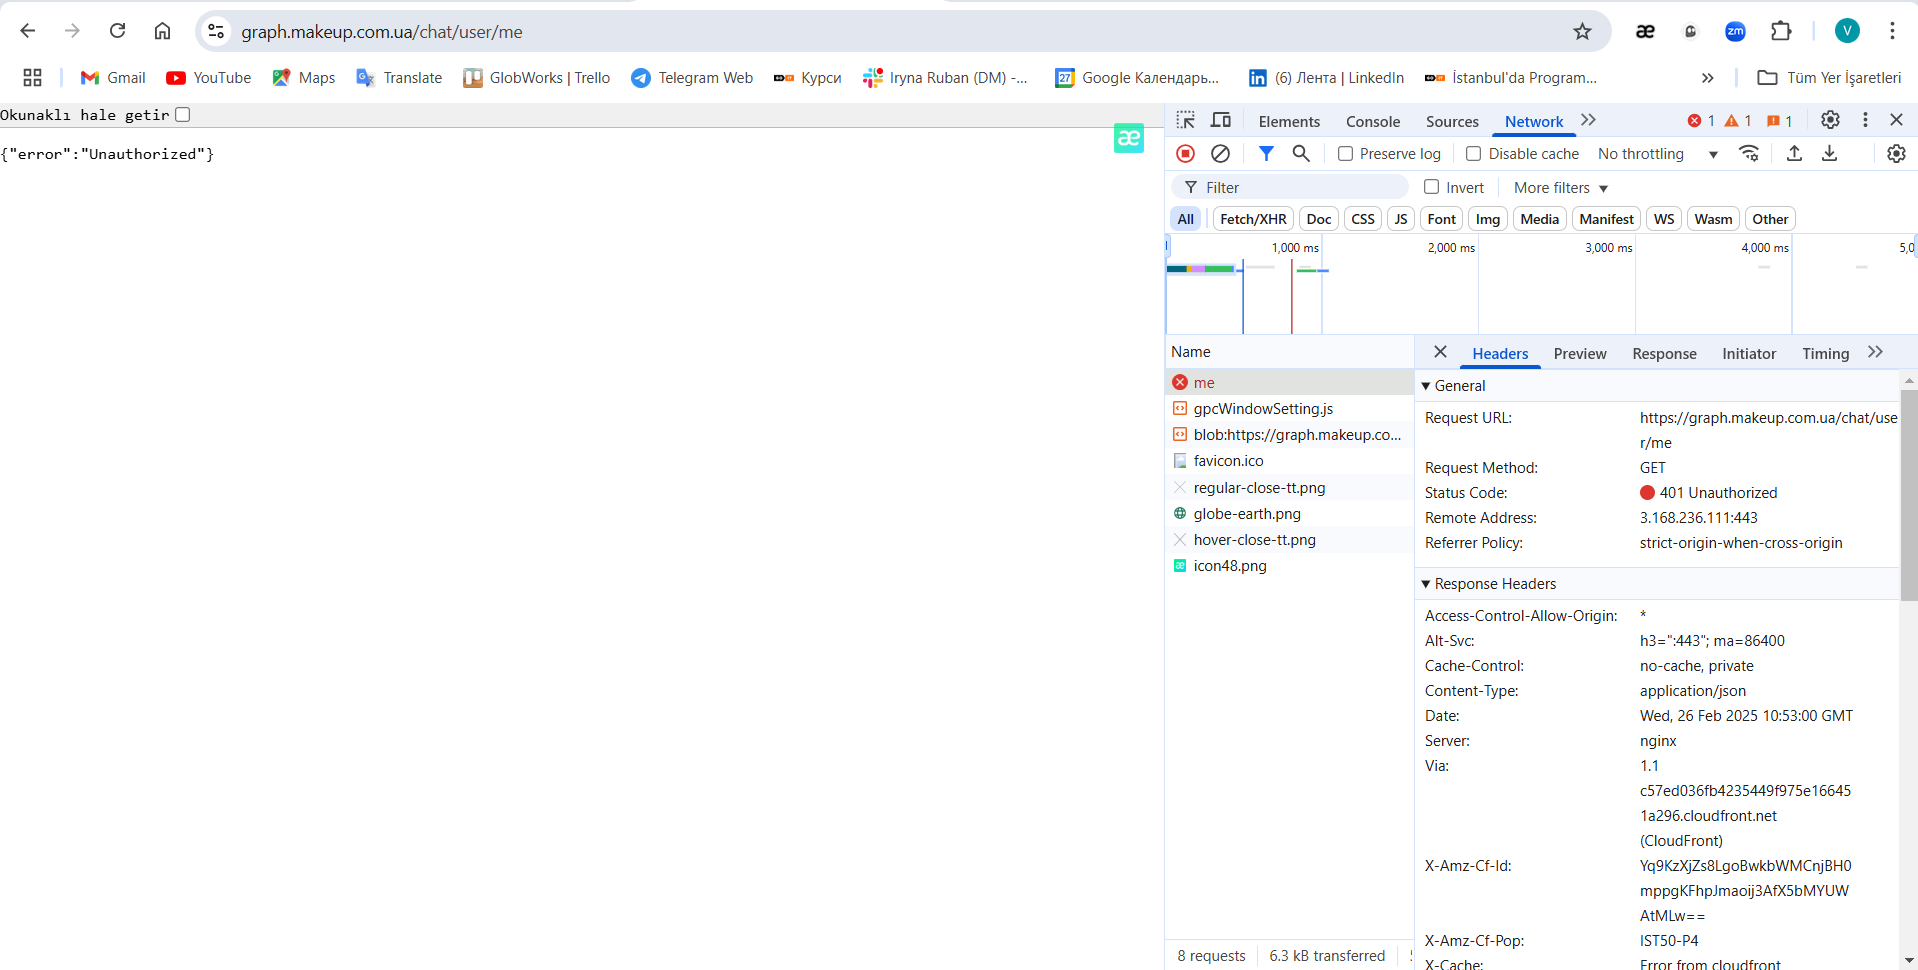 graph.makeup.com.ua/chat/user/me
æ
zm
V
Gmail
YouTube
Maps
Translate
GlobWorks | Trello
Telegram Web
Курси
Iryna Ruban (DM) -...
27
Google Календарь...
in
(6) Лента | LinkedIn
İstanbul'da Program...
»
Tüm Yer İşaretleri
Okunaklı hale getir
{"error":"Unauthorized"}
æ
Elements
Console
Sources
Network
1
1
1
Preserve log
Disable cache
No throttling
Filter
Invert
More filters
All
Fetch/XHR
Doc
CSS
JS
Font
Img
Media
Manifest
WS
Wasm
Other
1,000 ms
2,000 ms
3,000 ms
4,000 ms
5,0
Name
me
gpcWindowSetting.js
blob:https://graph.makeup.co...
favicon.ico
regular-close-tt.png
globe-earth.png
hover-close-tt.png
icon48.png
Headers
Preview
Response
Initiator
Timing
General
Request URL:
https://graph.makeup.com.ua/chat/use
r/me
Request Method:
GET
Status Code:
401 Unauthorized
Remote Address:
3.168.236.111:443
Referrer Policy:
strict-origin-when-cross-origin
Response Headers
Access-Control-Allow-Origin:
*
Alt-Svc:
h3=":443"; ma=86400
Cache-Control:
no-cache, private
Content-Type:
application/json
Date:
Wed, 26 Feb 2025 10:53:00 GMT
Server:
nginx
Via:
1.1
c57ed036fb4235449f975e16645
1a296.cloudfront.net
(CloudFront)
X-Amz-Cf-Id:
Yq9KzXjZs8LgoBwkbWMCnjBH0
mppgKFhpJmaoij3AfX5bMYUW
AtMLw==
X-Amz-Cf-Pop:
IST50-P4
X-Cache:
Error from cloudfront
8 requests
6.3 kB transferred